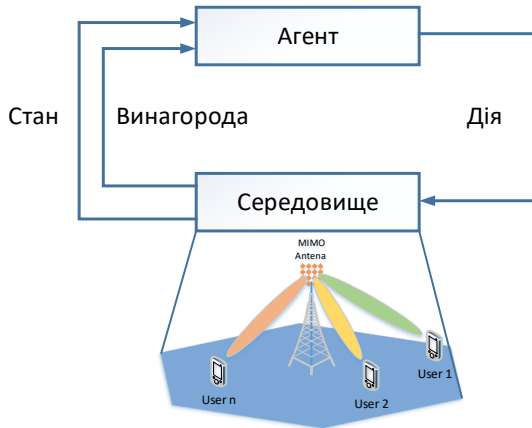 Агент
Стан
Винагорода
Дія
Середовище
MIMO
Antena
User 1
User n
User 2